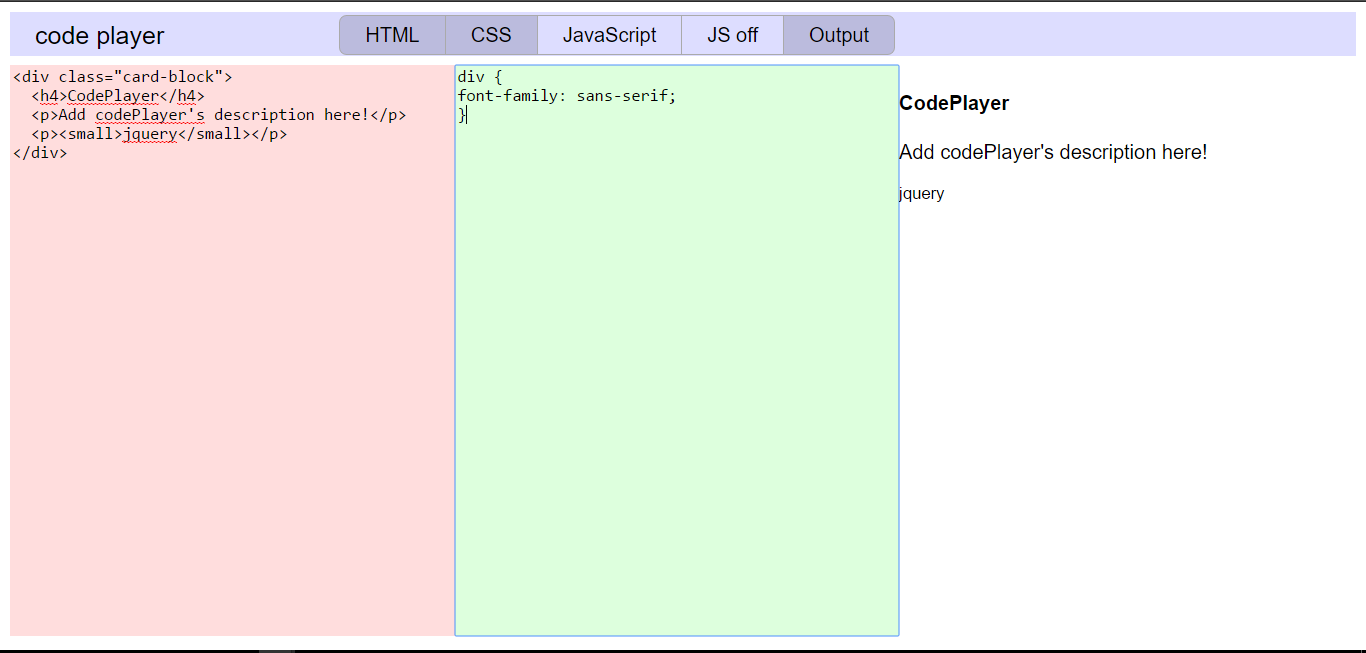 code player
HTML
CSS
JavaScript
JS off
Output
<div class="card-block">
  <h4>CodePlayer</h4>
  <p>Add codePlayer's description here!</p>
  <p><small>jquery</small></p>
</div>
div {
font-family: sans-serif;
}
CodePlayer
Add codePlayer's description here!
jquery